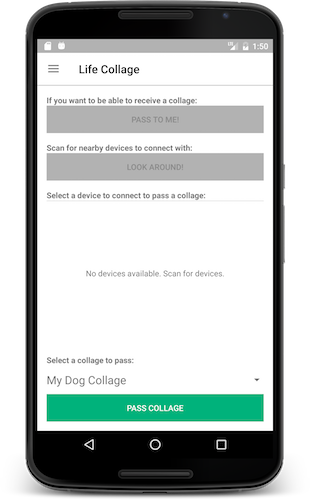 1:50
Life Collage
If you want to be able to receive a collage:
PASS TO ME!
Scan for nearby devices to connect with:
LOOK AROUND!
Select a device to connect to pass a collage:
No devices available. Scan for devices.
Select a collage to pass:
My Dog Collage
PASS COLLAGE